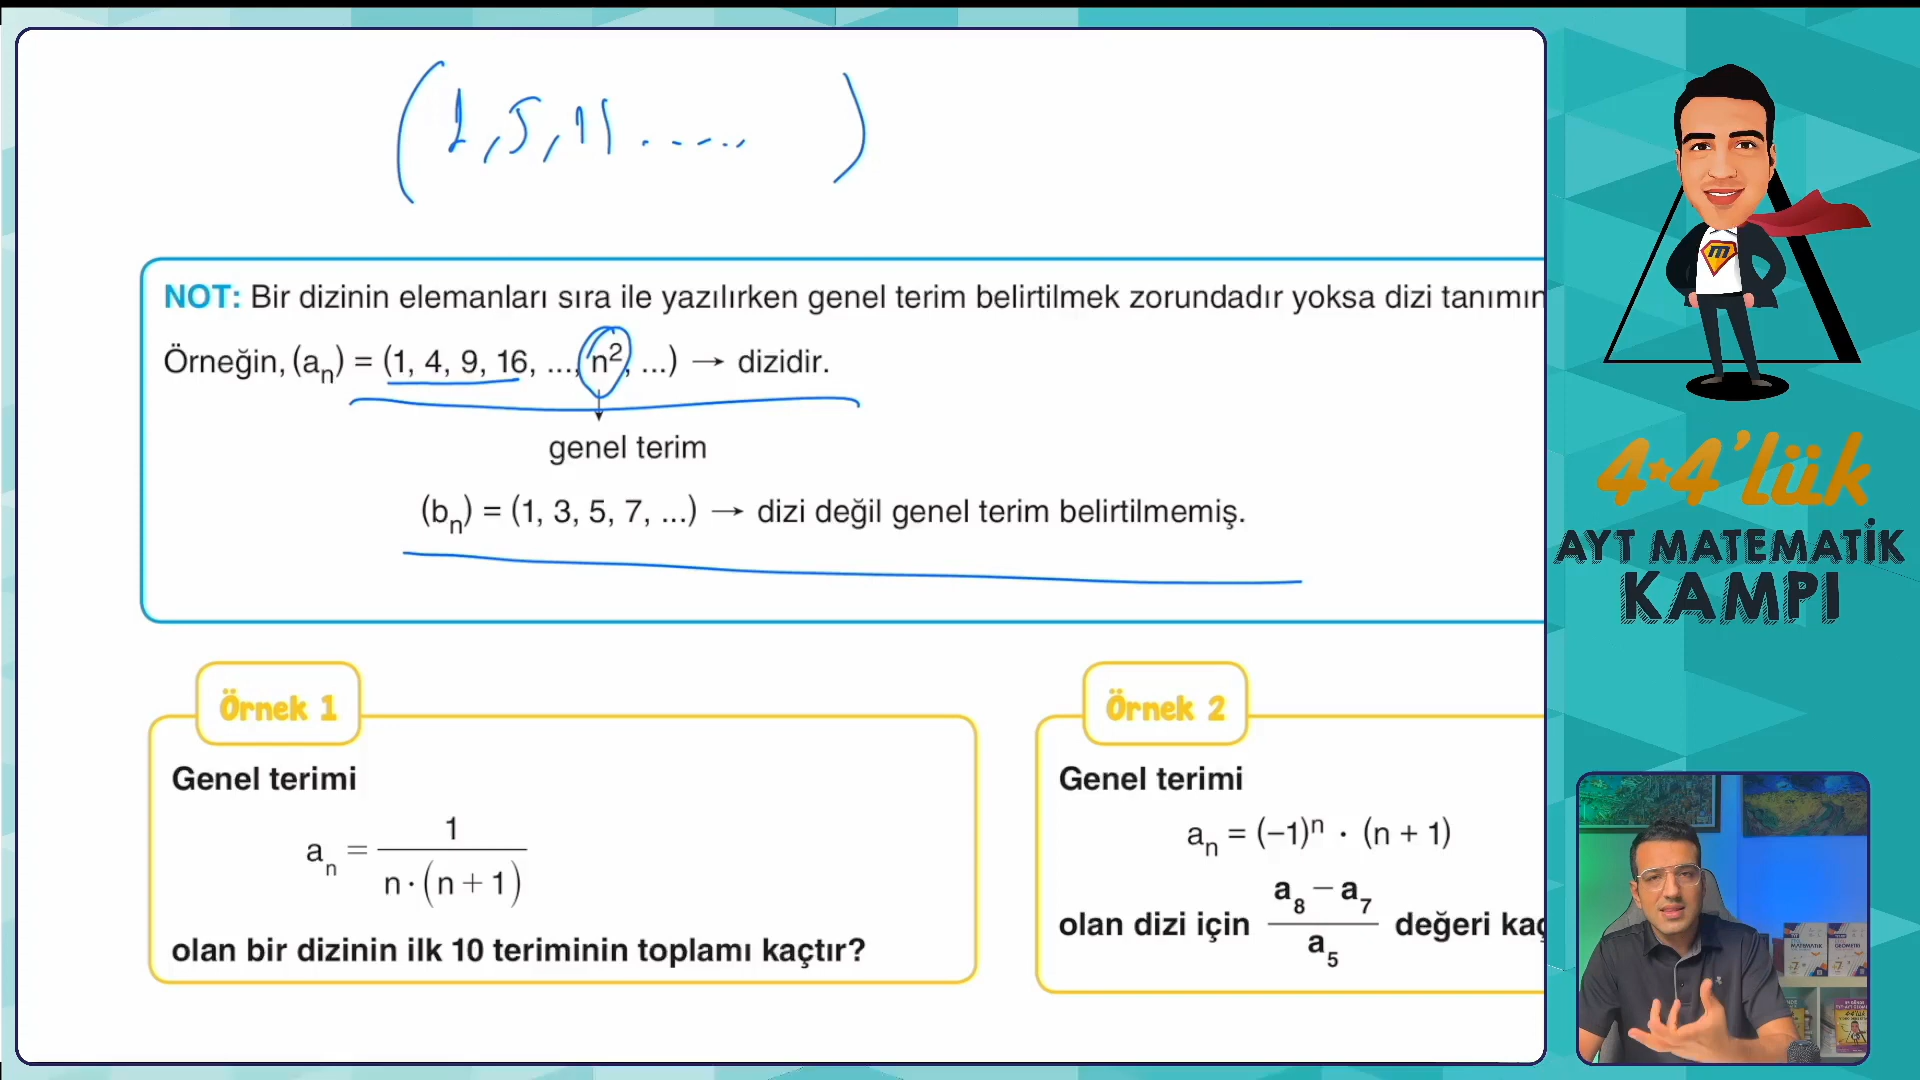 (1, 5, 11 ..... )
NOT: Bir dizinin elemanları sıra ile yazılırken genel terim belirtilmek zorundadır yoksa dizi
Örneğin, (aₙ) = (1, 4, 9, 16, ..., n², ...) → dizidir.
genel terim
(bₙ) = (1, 3, 5, 7, ...) → dizi değil genel terim belirtilmemiş.
Örnek 1
Genel terimi
aₙ = 1 / n·(n+1)
olan bir dizinin ilk 10 teriminin toplamı kaçtır?
Örnek 2
Genel terimi
aₙ = (−1)ⁿ · (n + 1)
olan dizi için (a₈ − a₇) / a₅ değeri
m
4★4'lük
AYT MATEMATİK
KAMPI
MATEMATİK
GEOMETRİ